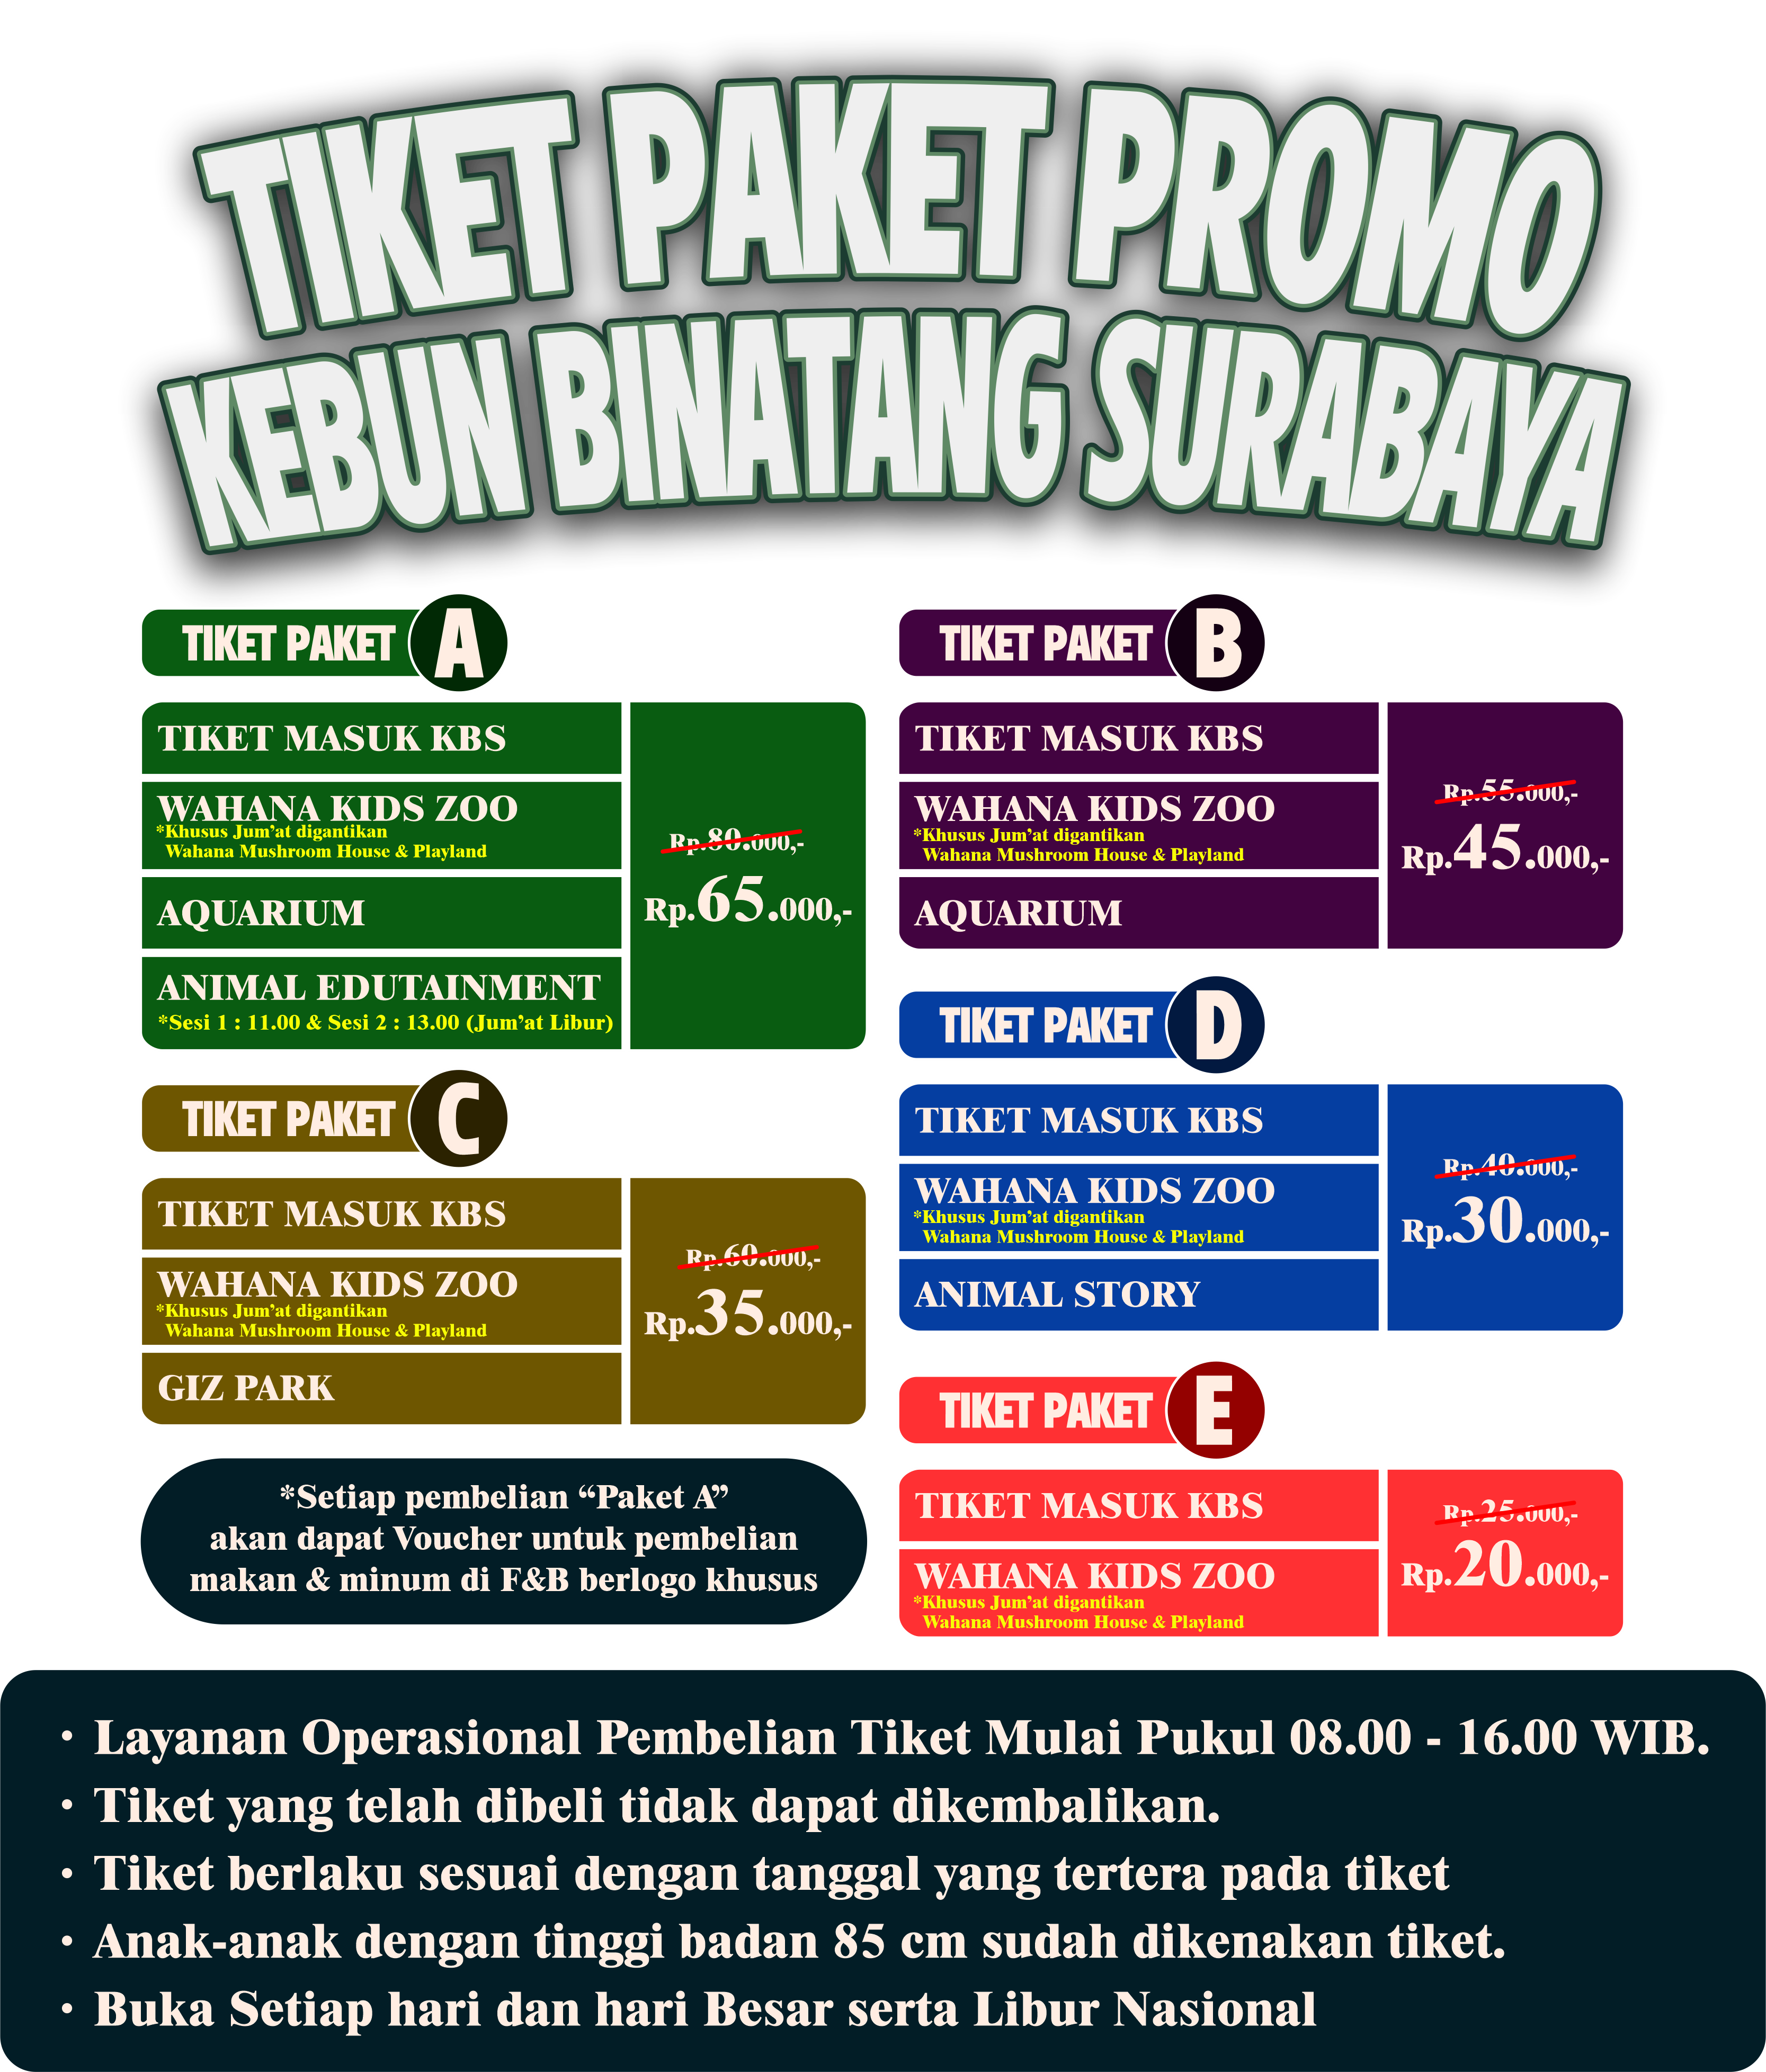 TIKET PAKET PROMO
KEBUN BINATANG SURABAYA
TIKET PAKET A
TIKET MASUK KBS
WAHANA KIDS ZOO
*Khusus Jum'at digantikan
Wahana Mushroom House & Playland
AQUARIUM
ANIMAL EDUTAINMENT
*Sesi 1 : 11.00 & Sesi 2 : 13.00 (Jum'at Libur)
Rp.80.000,-
Rp.65.000,-
TIKET PAKET B
TIKET MASUK KBS
WAHANA KIDS ZOO
*Khusus Jum'at digantikan
Wahana Mushroom House & Playland
AQUARIUM
Rp.55.000,-
Rp.45.000,-
TIKET PAKET C
TIKET MASUK KBS
WAHANA KIDS ZOO
*Khusus Jum'at digantikan
Wahana Mushroom House & Playland
GIZ PARK
Rp.60.000,-
Rp.35.000,-
TIKET PAKET D
TIKET MASUK KBS
WAHANA KIDS ZOO
*Khusus Jum'at digantikan
Wahana Mushroom House & Playland
ANIMAL STORY
Rp.40.000,-
Rp.30.000,-
TIKET PAKET E
TIKET MASUK KBS
WAHANA KIDS ZOO
*Khusus Jum'at digantikan
Wahana Mushroom House & Playland
Rp.25.000,-
Rp.20.000,-
*Setiap pembelian “Paket A”
akan dapat Voucher untuk pembelian
makan & minum di F&B berlogo khusus
· Layanan Operasional Pembelian Tiket Mulai Pukul 08.00 - 16.00 WIB.
· Tiket yang telah dibeli tidak dapat dikembalikan.
· Tiket berlaku sesuai dengan tanggal yang tertera pada tiket
· Anak-anak dengan tinggi badan 85 cm sudah dikenakan tiket.
· Buka Setiap hari dan hari Besar serta Libur Nasional